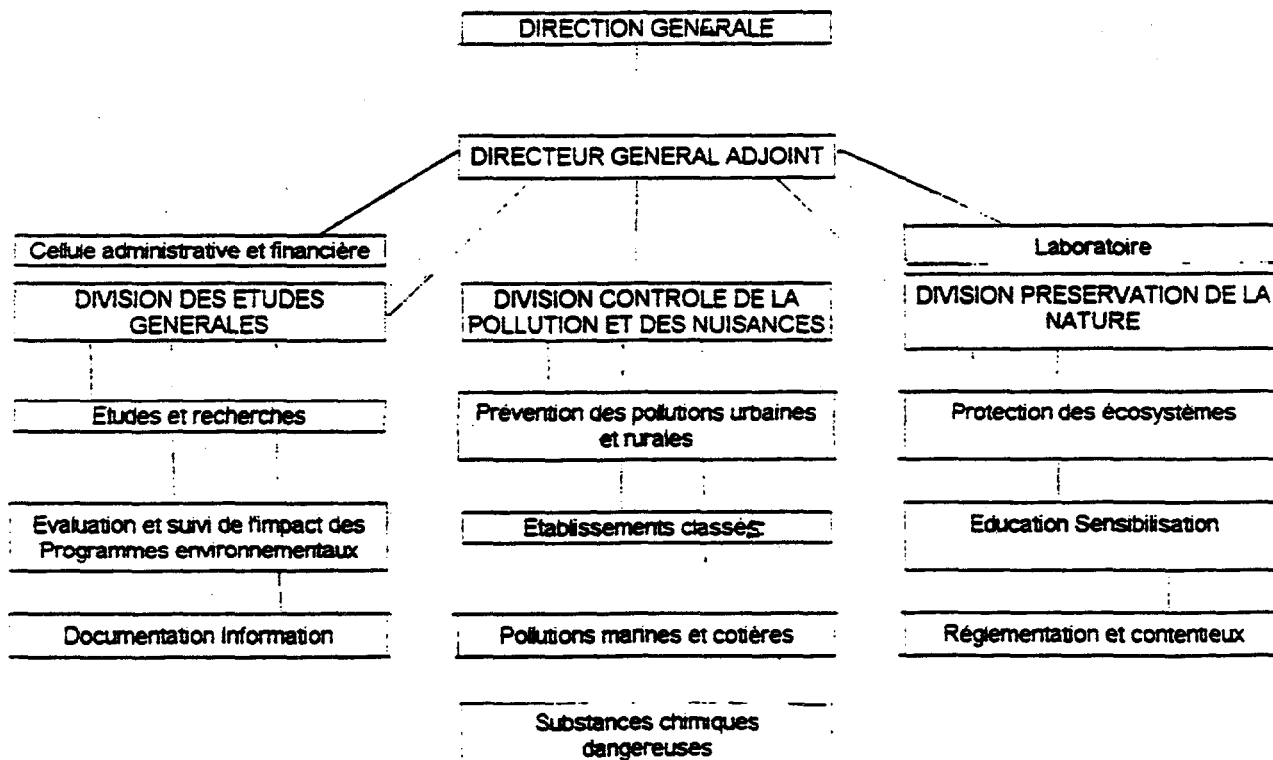 DIRECTION GENERALE
DIRECTEUR GENERAL ADJOINT
Cellule administrative et financière
Laboratoire
DIVISION DES ETUDES
GENERALES
DIVISION CONTROLE DE LA
POLLUTION ET DES NUISANCES
DIVISION PRESERVATION DE LA
NATURE
Etudes et recherches
Prévention des pollutions urbaines
et rurales
Protection des écosystèmes
Evaluation et suivi de l'impact des
Programmes environnementaux
Etablissements classés
Education Sensibilisation
Documentation Information
Pollutions marines et cotières
Réglementation et contentieux
Substances chimiques
dangereuses